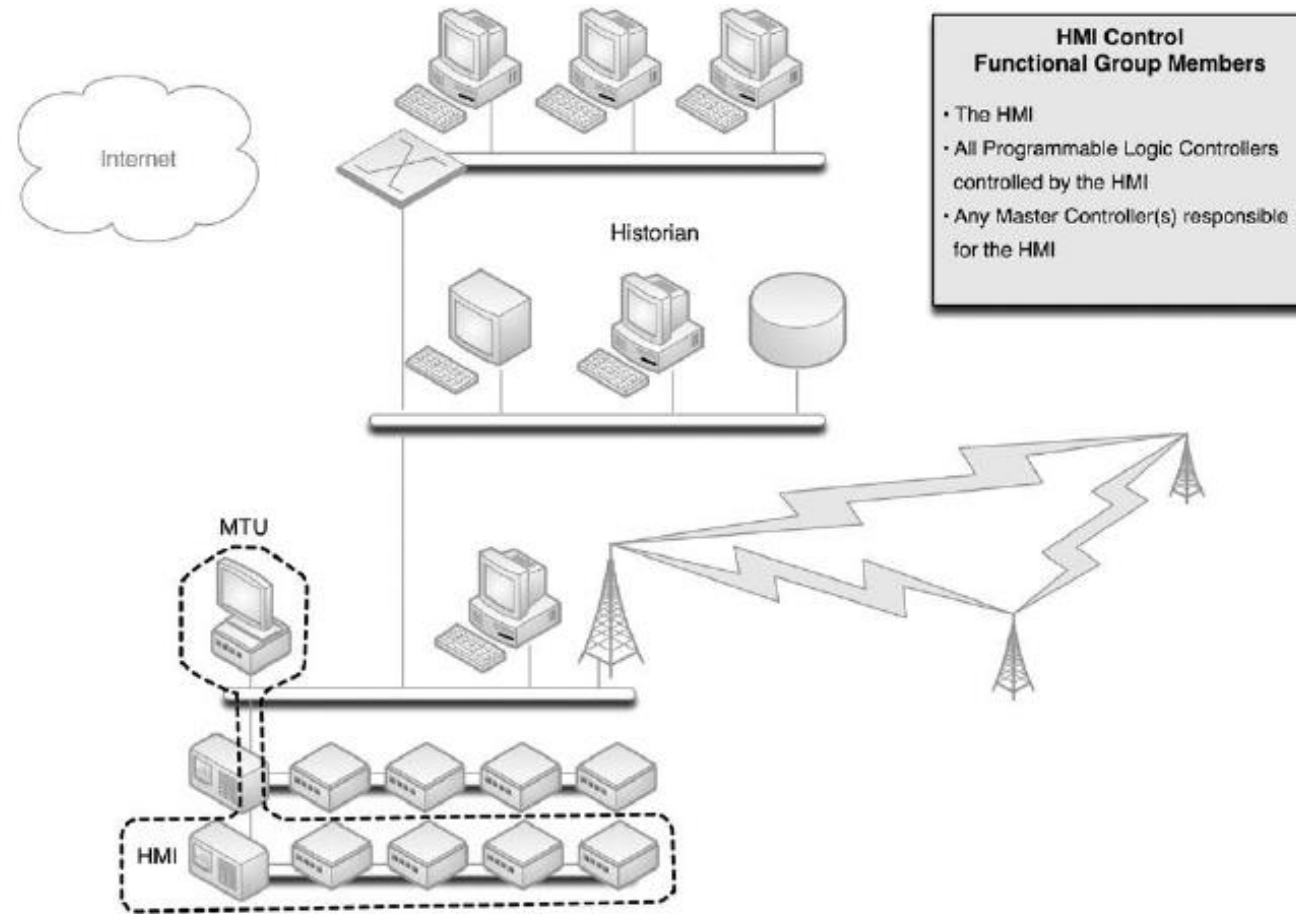 HMI Control
Functional Group Members
• The HMI
• All Programmable Logic Controllers
controlled by the HMI
• Any Master Controller(s) responsible
for the HMI
Internet
Historian
MTU
HMI